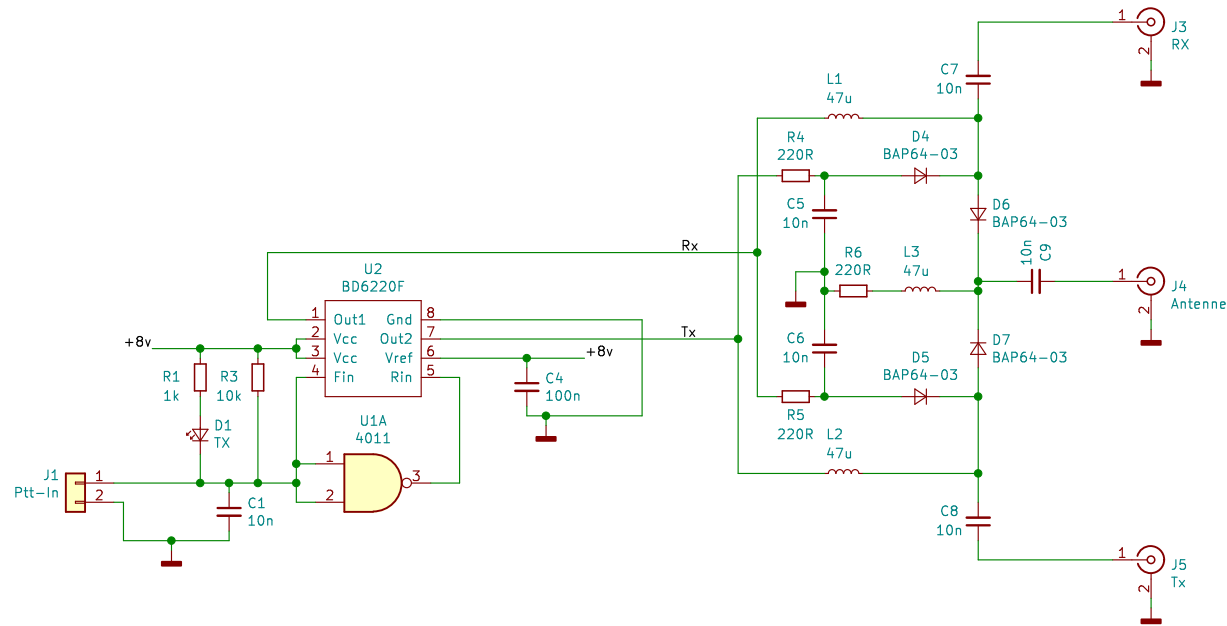 1
J3
RX
2
C7
10n
L1
47u
R4
220R
D4
BAP64-03
C5
10n
D6
BAP64-03
Rx
R6
220R
L3
47u
10n
C9
1
J4
Antenne
2
U2
BD6220F
1
Out1
Gnd
8
2
Vcc
Out2
7
Tx
3
Vcc
Vref
6
+8v
4
Fin
Rin
5
+8v
R1
1k
R3
10k
C4
100n
C6
10n
D7
BAP64-03
D5
BAP64-03
R5
220R
D1
TX
U1A
4011
L2
47u
1
2
3
J1
Ptt-In
1
2
C1
10n
C8
10n
1
J5
Tx
2